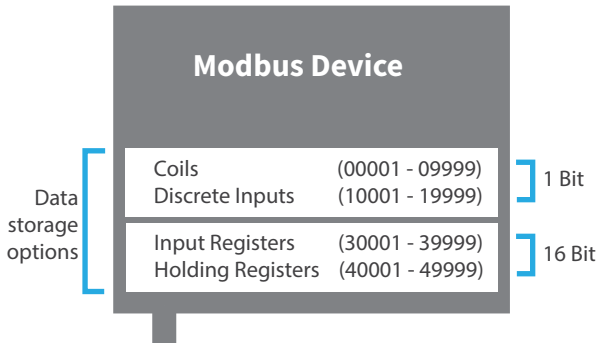 Modbus Device
Data
storage
options
Coils (00001 - 09999)
Discrete Inputs (10001 - 19999)
1 Bit
Input Registers (30001 - 39999)
Holding Registers (40001 - 49999)
16 Bit